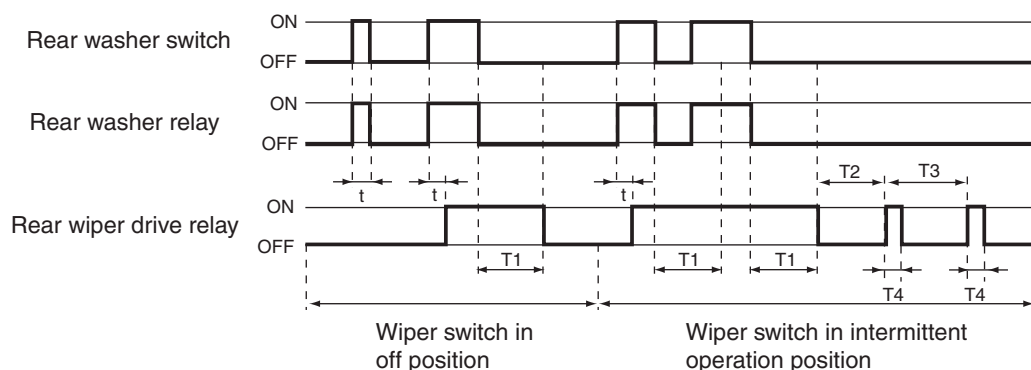 ON
Rear washer switch
OFF
ON
Rear washer relay
OFF
t
t
t
T2
T3
ON
Rear wiper drive relay
OFF
T1
T1
T1
T4
T4
Wiper switch in
off position
Wiper switch in intermittent
operation position